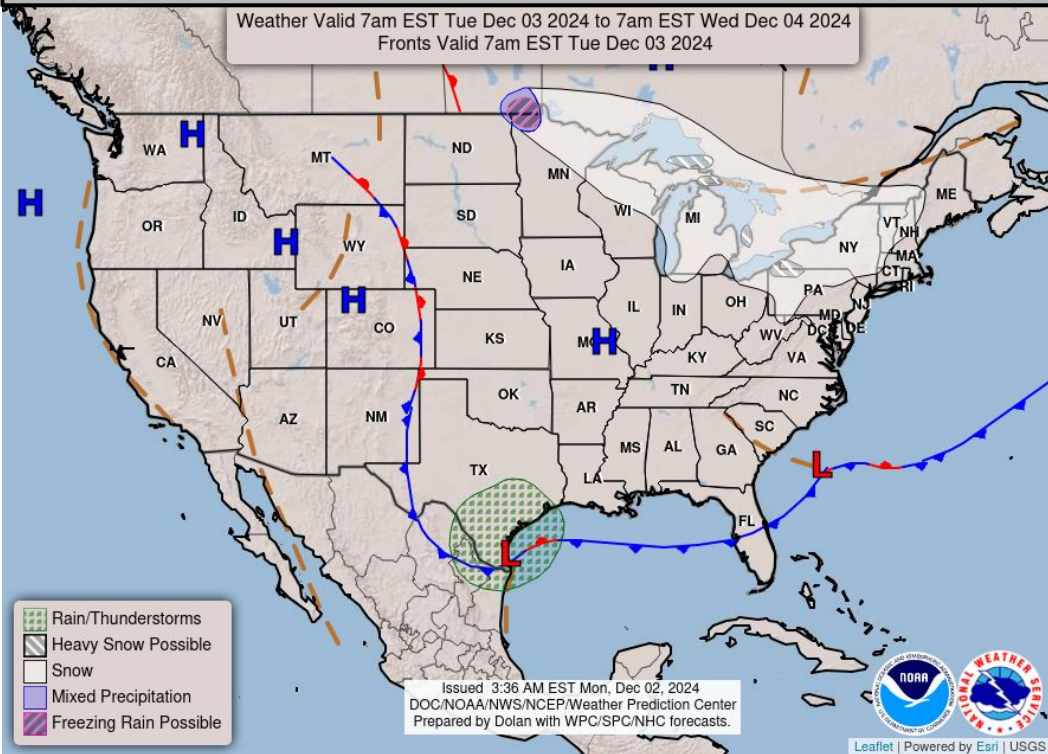 Weather Valid 7am EST Tue Dec 03 2024 to 7am EST Wed Dec 04 2024
Fronts Valid 7am EST Tue Dec 03 2024
H
WA
H
MT
ND
MN
ME
H
OR
ID
H
WY
SD
WI
MI
VT
NH
NY
MA
CT
RI
NE
IA
H
NV
UT
CO
IL
IN
OH
PA
NJ
MD
DE
DC
WV
KS
MO
H
VA
CA
KY
OK
AR
TN
NC
AZ
NM
SC
MS
AL
GA
TX
LA
L
FL
L
Rain/Thunderstorms
Heavy Snow Possible
Snow
Mixed Precipitation
Freezing Rain Possible
Issued 3:36 AM EST Mon, Dec 02, 2024
DOC/NOAA/NWS/NCEP/Weather Prediction Center
Prepared by Dolan with WPC/SPC/NHC forecasts.
NOAA
NATIONAL WEATHER SERVICE
Leaflet | Powered by Esri | USGS